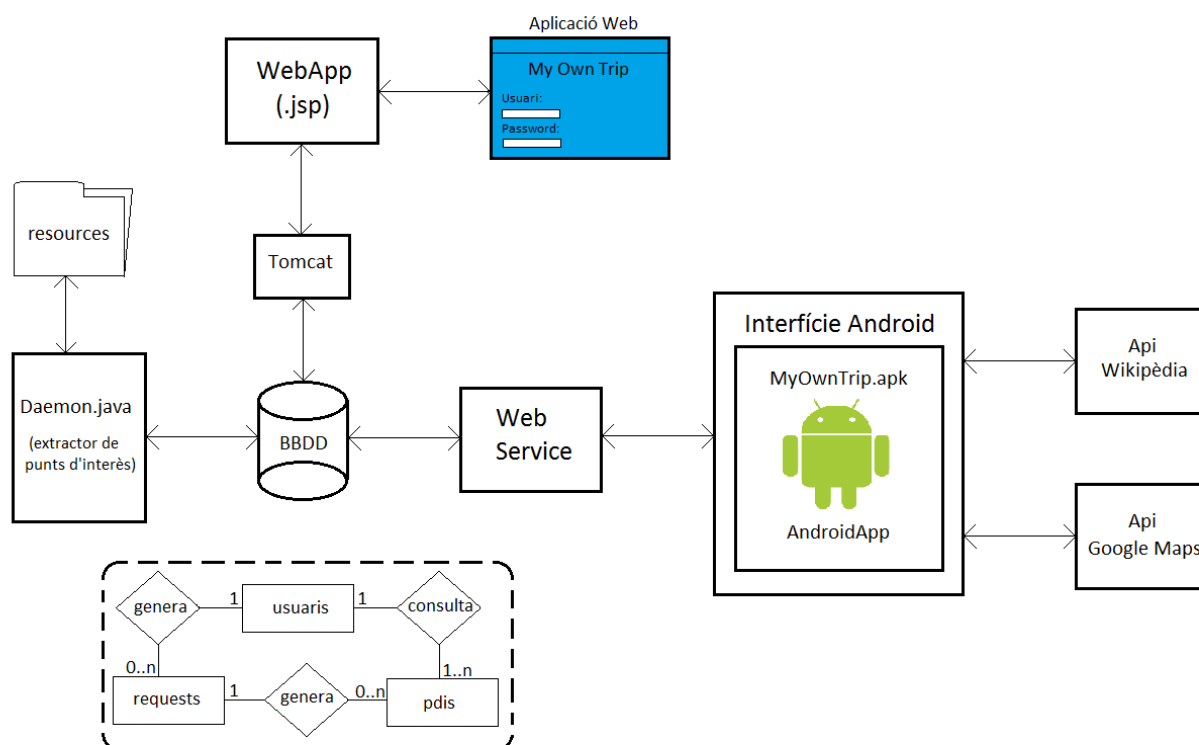 Aplicació Web
WebApp
(.jsp)
My Own Trip
Usuari:
Password:
resources
Tomcat
Interfície Android
MyOwnTrip.apk
AndroidApp
Api
Wikipèdia
Daemon.java
(extractor de
punts d'interès)
BBDD
Web
Service
Api
Google Maps
genera
1
usuaris
1
consulta
0..n
1..n
requests
1
genera
0..n
pdis